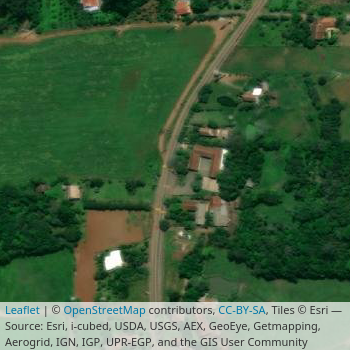 Leaflet | © OpenStreetMap contributors, CC-BY-SA, Tiles © Esri —
Source: Esri, i-cubed, USDA, USGS, AEX, GeoEye, Getmapping,
Aerogrid, IGN, IGP, UPR-EGP, and the GIS User Community